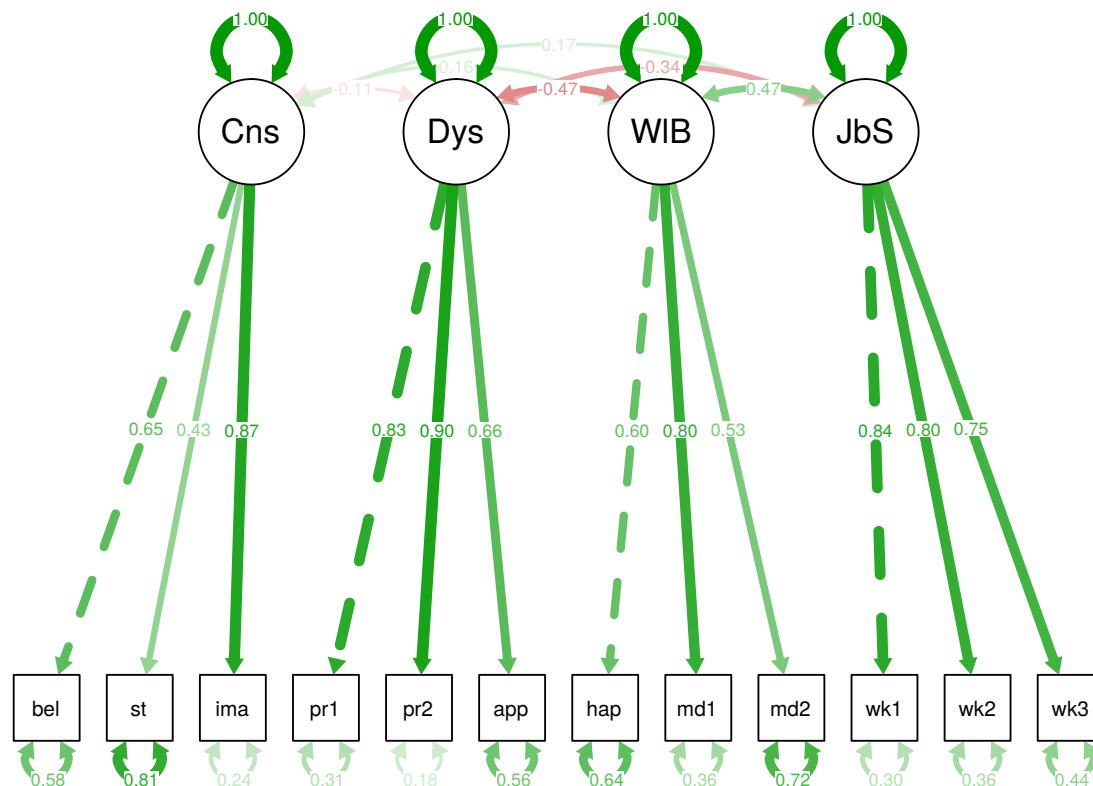 1.00 1.00 1.00 1.00
0.17
0.16 -0.34
-0.11 -0.47 0.47
Cns Dys WlB JbS
0.65 0.43 0.87 0.83 0.90 0.66 0.60 0.80 0.53 0.84 0.80 0.75
bel st ima pr1 pr2 app hap md1 md2 wk1 wk2 wk3
0.58 0.81 0.24 0.31 0.18 0.56 0.64 0.36 0.72 0.30 0.36 0.44